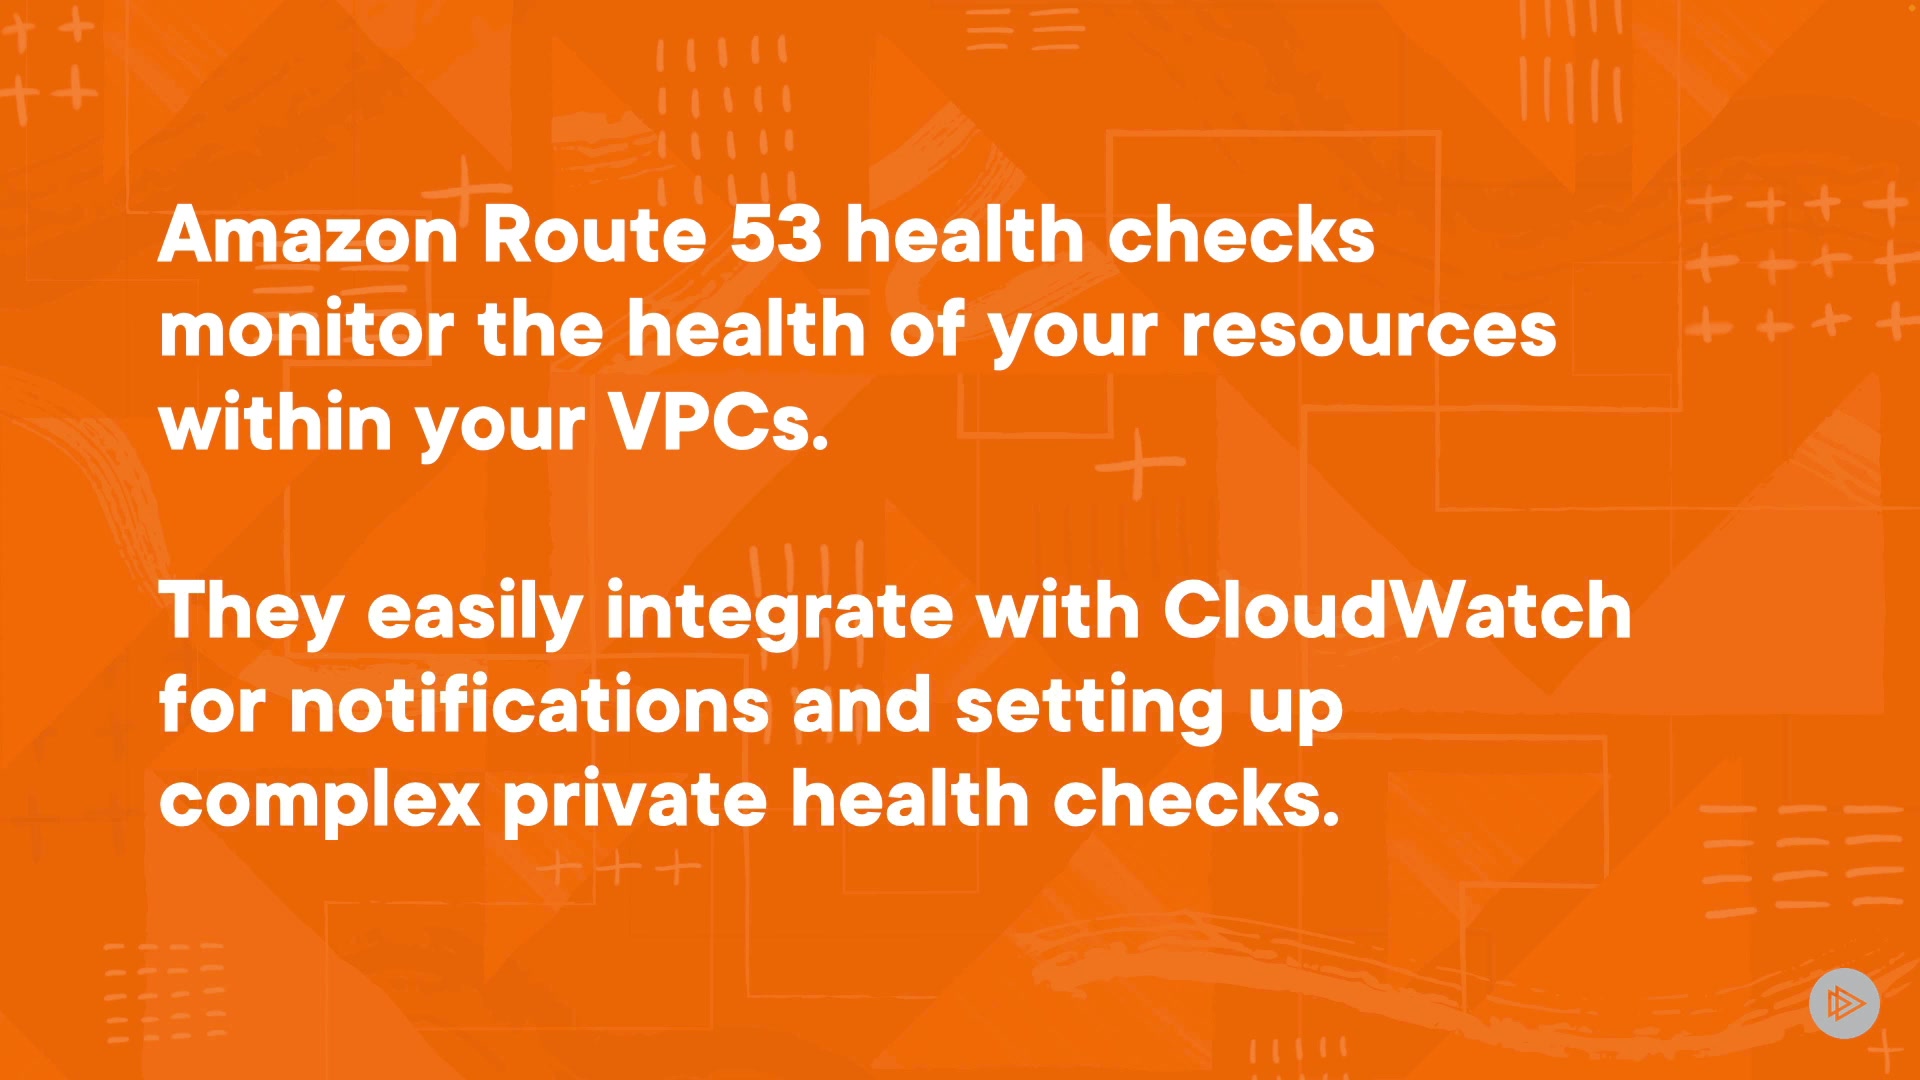 Amazon Route 53 health checks
monitor the health of your resources
within your VPCs.
They easily integrate with CloudWatch
for notifications and setting up
complex private health checks.